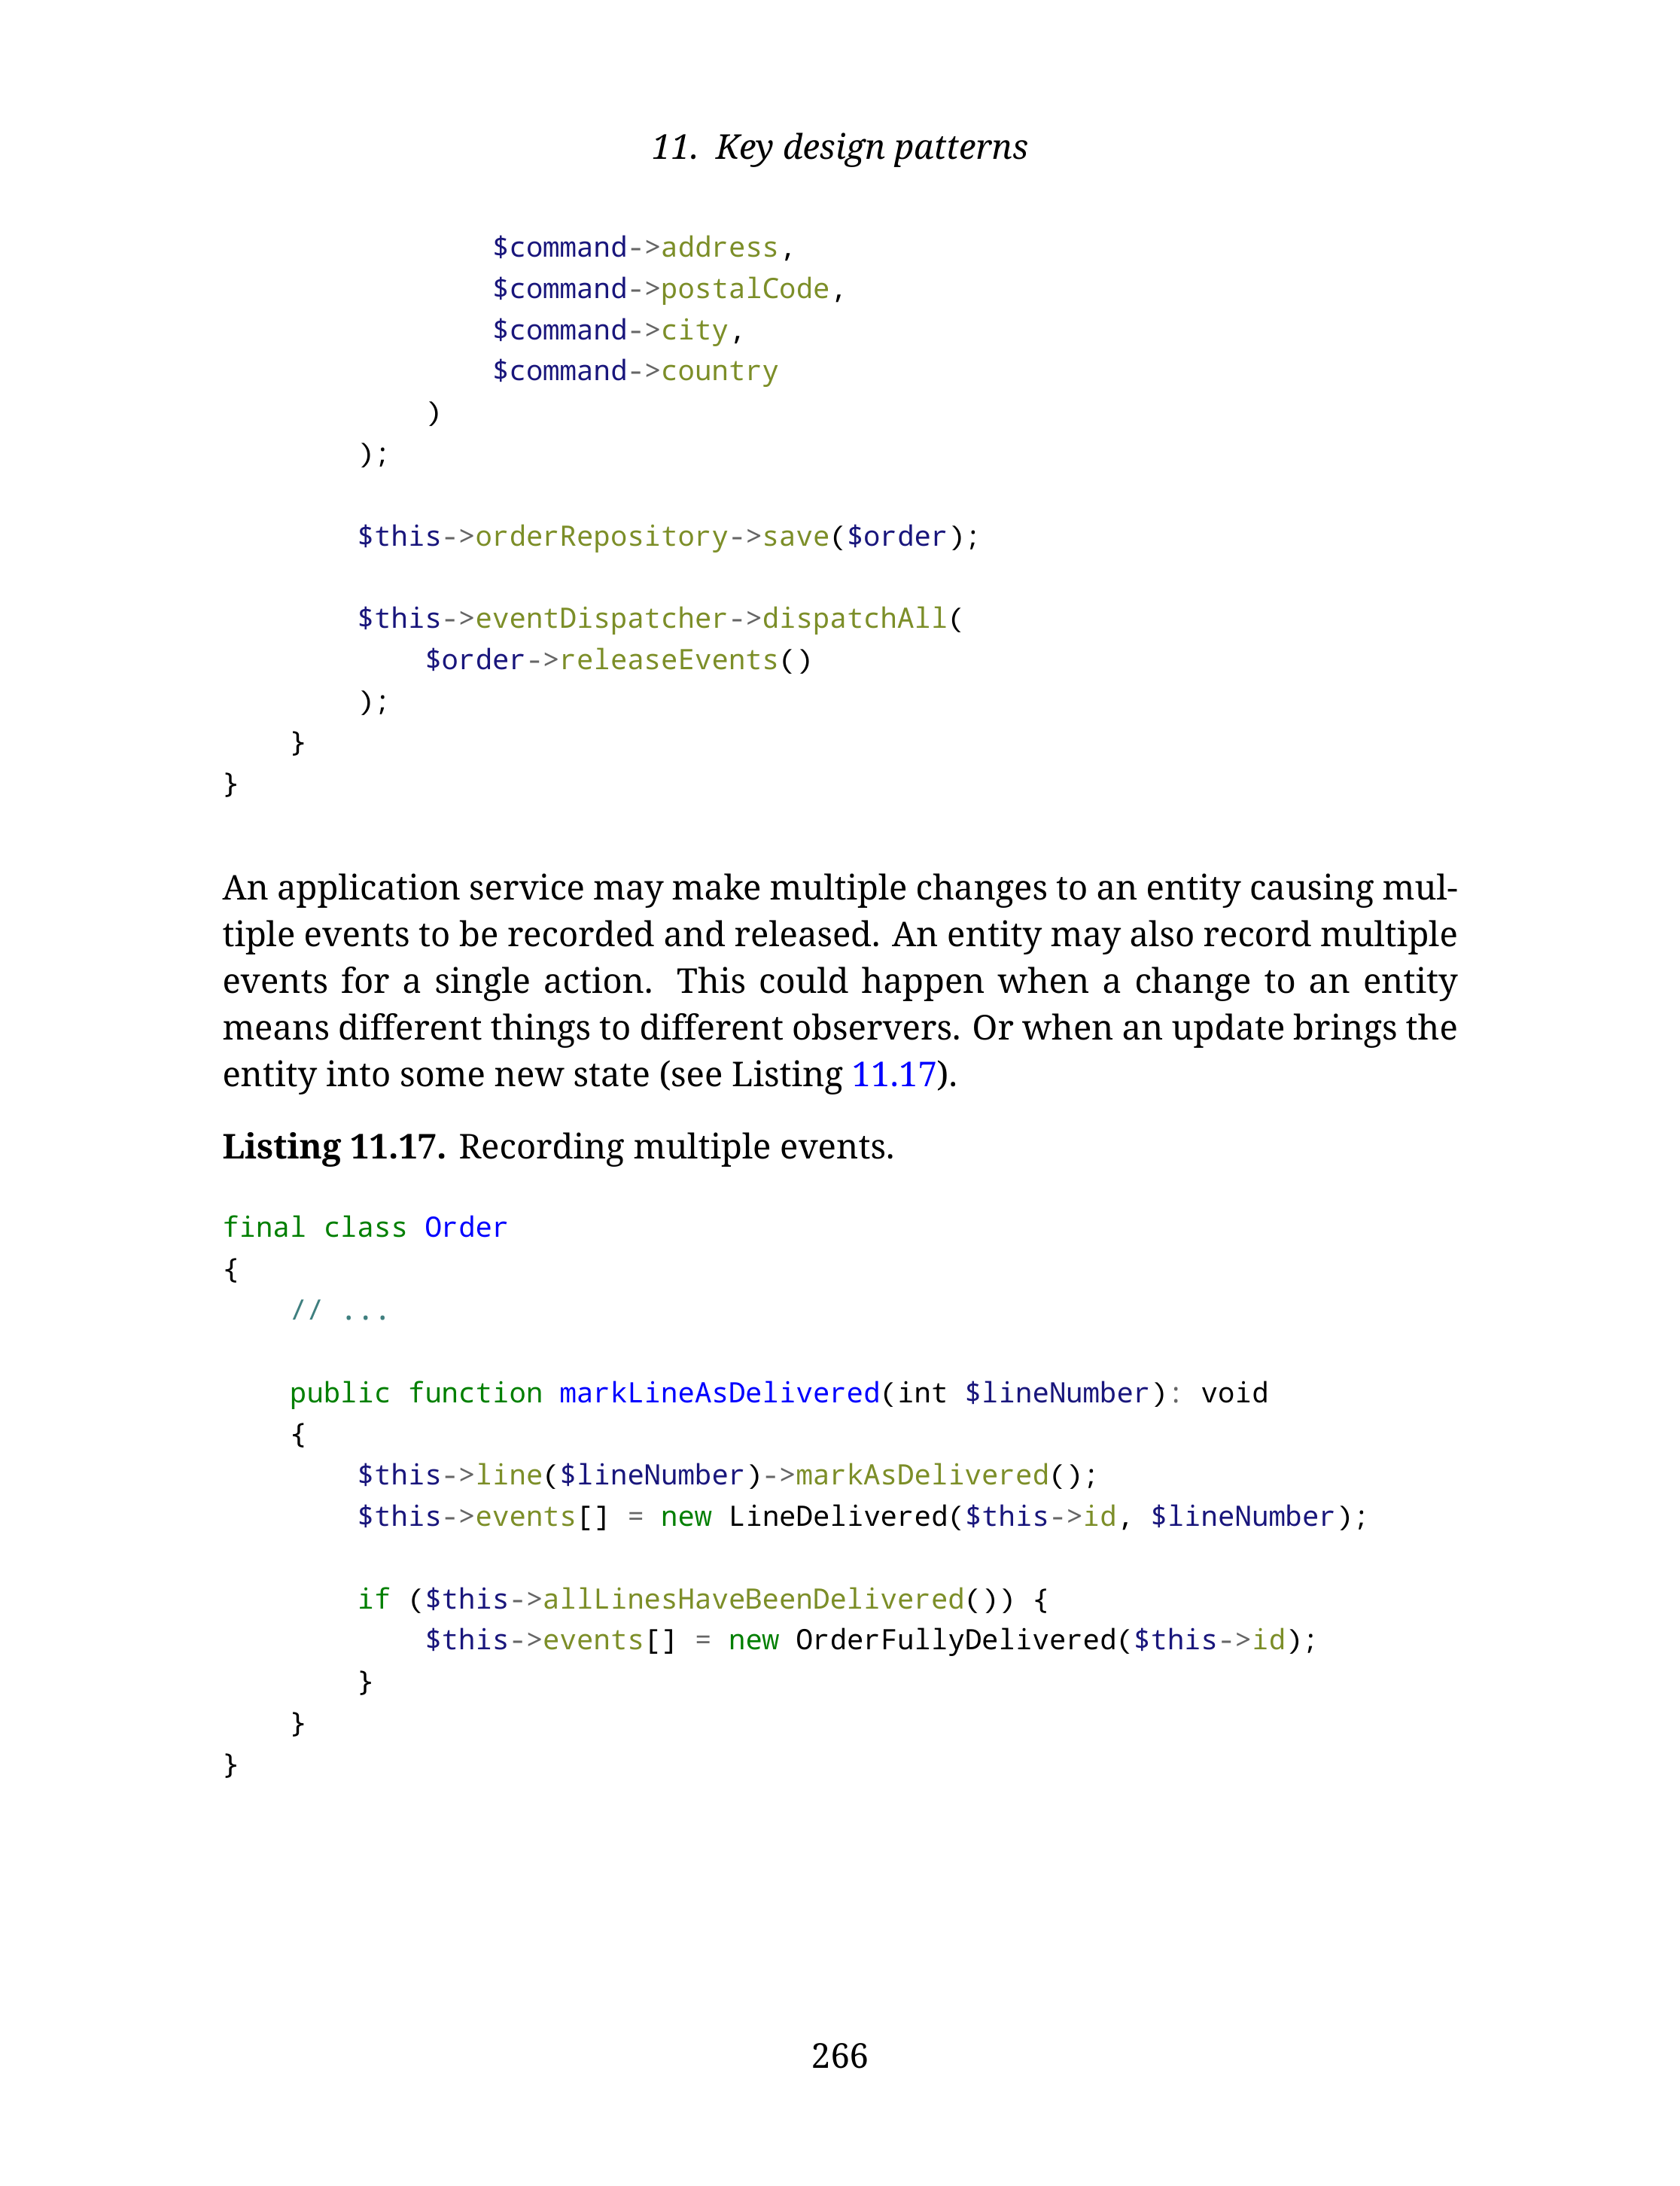 11. Key design patterns
                $command->address,
                $command->postalCode,
                $command->city,
                $command->country
            )
        );

        $this->orderRepository->save($order);

        $this->eventDispatcher->dispatchAll(
            $order->releaseEvents()
        );
    }
}

An application service may make multiple changes to an entity causing mul-
tiple events to be recorded and released. An entity may also record multiple
events for a single action. This could happen when a change to an entity
means different things to different observers. Or when an update brings the
entity into some new state (see Listing 11.17).

Listing 11.17. Recording multiple events.

final class Order
{
    // ...

    public function markLineAsDelivered(int $lineNumber): void
    {
        $this->line($lineNumber)->markAsDelivered();
        $this->events[] = new LineDelivered($this->id, $lineNumber);

        if ($this->allLinesHaveBeenDelivered()) {
            $this->events[] = new OrderFullyDelivered($this->id);
        }
    }
}

266